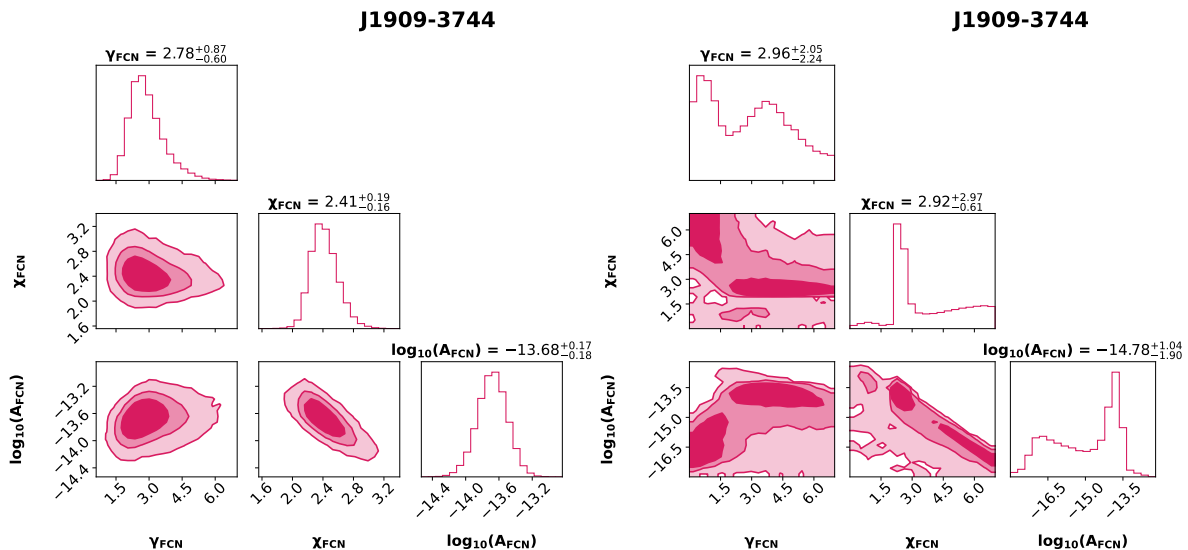 J1909-3744 J1909-3744
γFCN = 2.78+0.87−0.60 γFCN = 2.96+2.05−2.24
χFCN = 2.41+0.19−0.16 χFCN = 2.92+2.97−0.61
3.2 6.0
2.8 4.5
2.4 3.0
2.0 1.5
1.6
χFCN χFCN
log10(AFCN) = −13.68+0.17−0.18 log10(AFCN) = −14.78+1.04−1.90
−13.2 −13.5
−13.6 −15.0
−14.0 −16.5
−14.4
log10(AFCN) log10(AFCN)
1.5 3.0 4.5 6.0 1.6 2.0 2.4 2.8 3.2 −14.4 −14.0 −13.6 −13.2 1.5 3.0 4.5 6.0 1.5 3.0 4.5 6.0 −16.5 −15.0 −13.5
γFCN χFCN log10(AFCN) γFCN χFCN log10(AFCN)